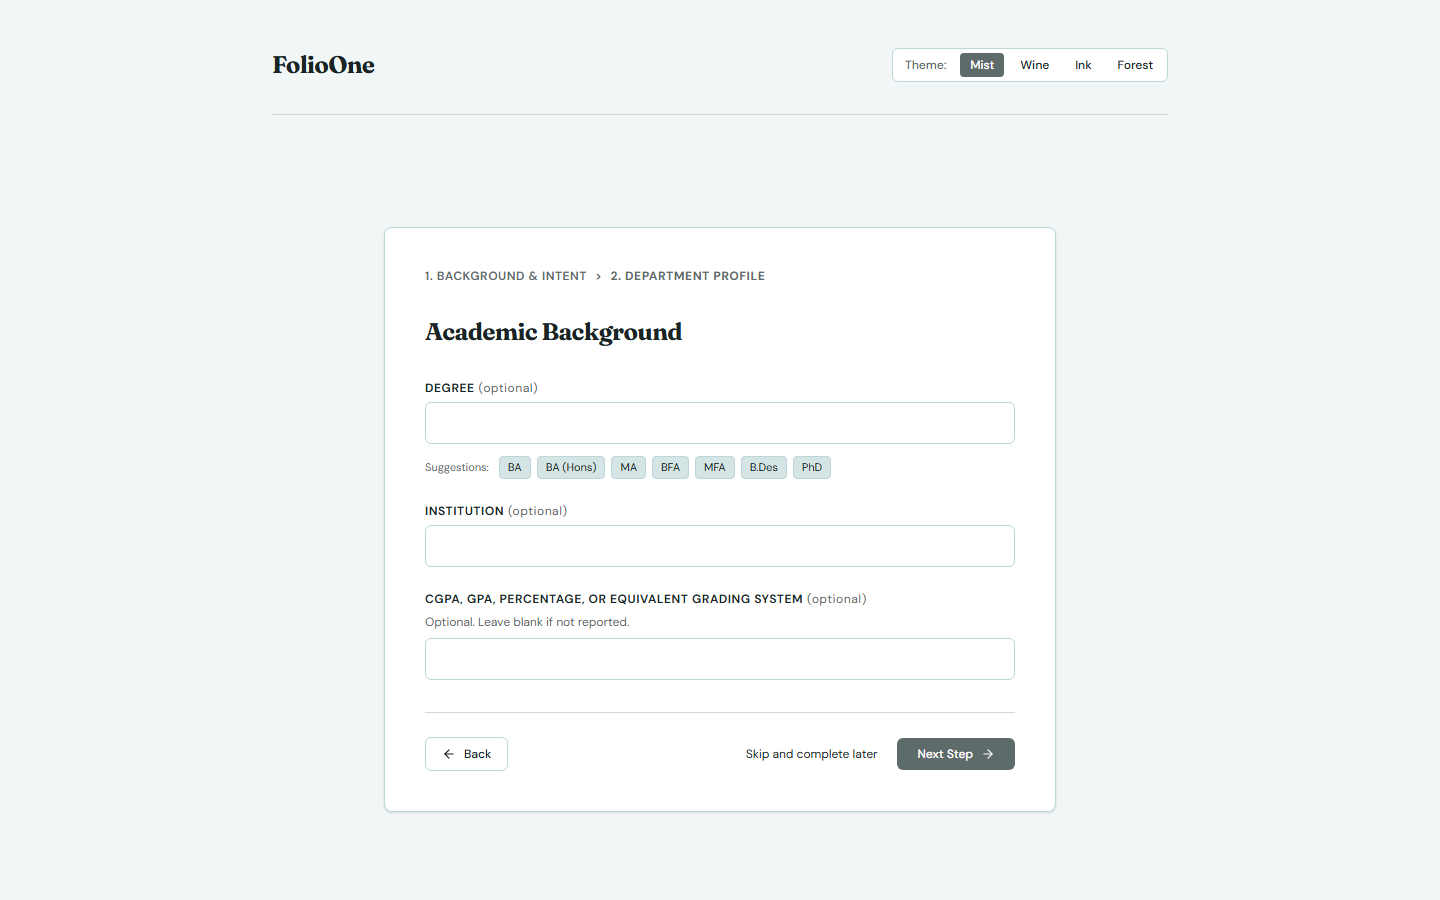 FolioOne
Theme: Mist Wine Ink Forest
1. BACKGROUND & INTENT > 2. DEPARTMENT PROFILE
Academic Background
DEGREE (optional)
Suggestions: BA BA (Hons) MA BFA MFA B.Des PhD
INSTITUTION (optional)
CGPA, GPA, PERCENTAGE, OR EQUIVALENT GRADING SYSTEM (optional)
Optional. Leave blank if not reported.
← Back Skip and complete later Next Step →